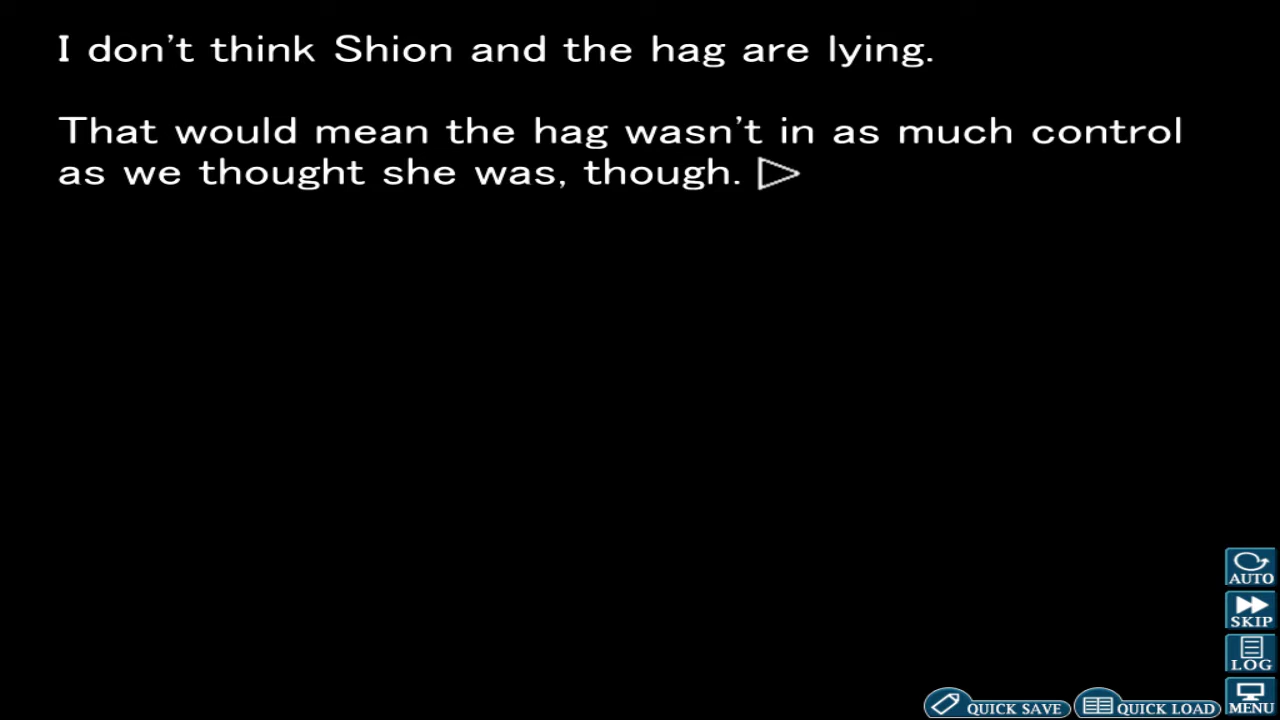 I don't think Shion and the hag are lying.
That would mean the hag wasn't in as much control
as we thought she was, though.
AUTO
SKIP
LOG
MENU
QUICK SAVE
QUICK LOAD